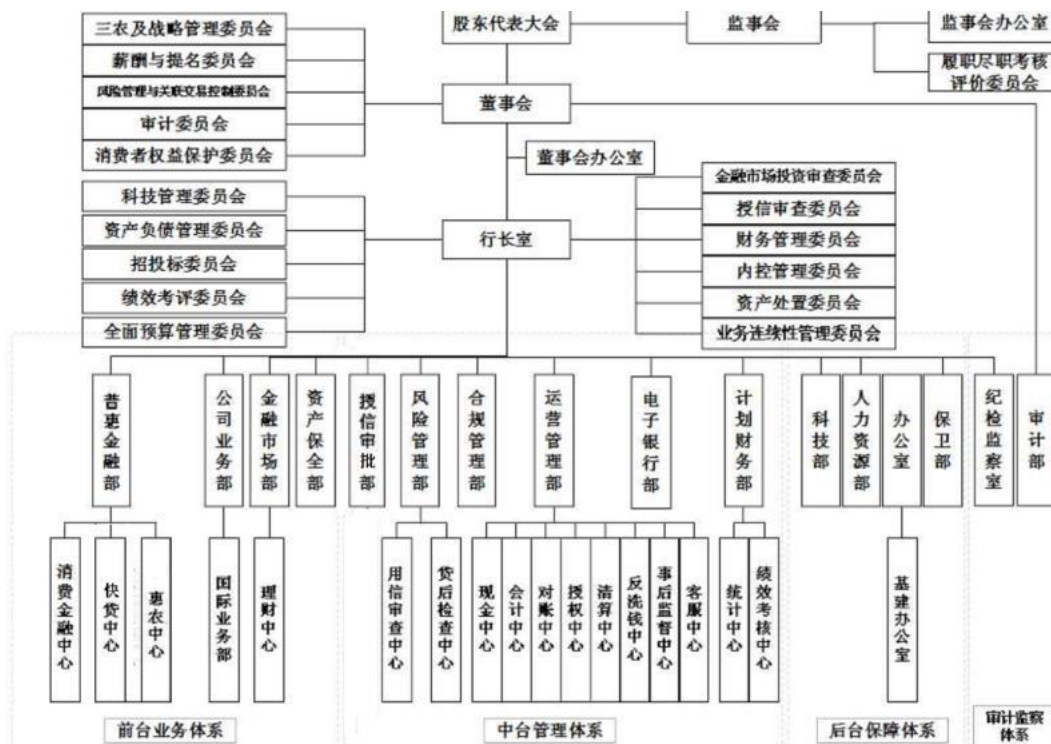 三农及战略管理委员会
薪酬与提名委员会
风险管理与关联交易控制委员会
审计委员会
消费者权益保护委员会
股东代表大会
监事会
监事会办公室
履职尽职考核
评价委员会
董事会
董事会办公室
科技管理委员会
资产负债管理委员会
招投标委员会
绩效考评委员会
全面预算管理委员会
行长室
金融市场投资审查委员会
授信审查委员会
财务管理委员会
内控管理委员会
资产处置委员会
业务连续性管理委员会
普惠金融部
公司业务部
金融市场部
资产保全部
授信审批部
风险管理部
合规管理部
运营管理部
电子银行部
计划财务部
科技部
人力资源部
办公室
保卫部
纪检监察室
审计部
消费金融中心
快贷中心
惠农中心
国际业务部
理财中心
用信审查中心
贷后检查中心
现金中心
会计中心
对账中心
授权中心
清算中心
反洗钱中心
事后监督中心
客服中心
统计中心
绩效考核中心
基建办公室
前台业务体系
中台管理体系
后台保障体系
审计监察
体系